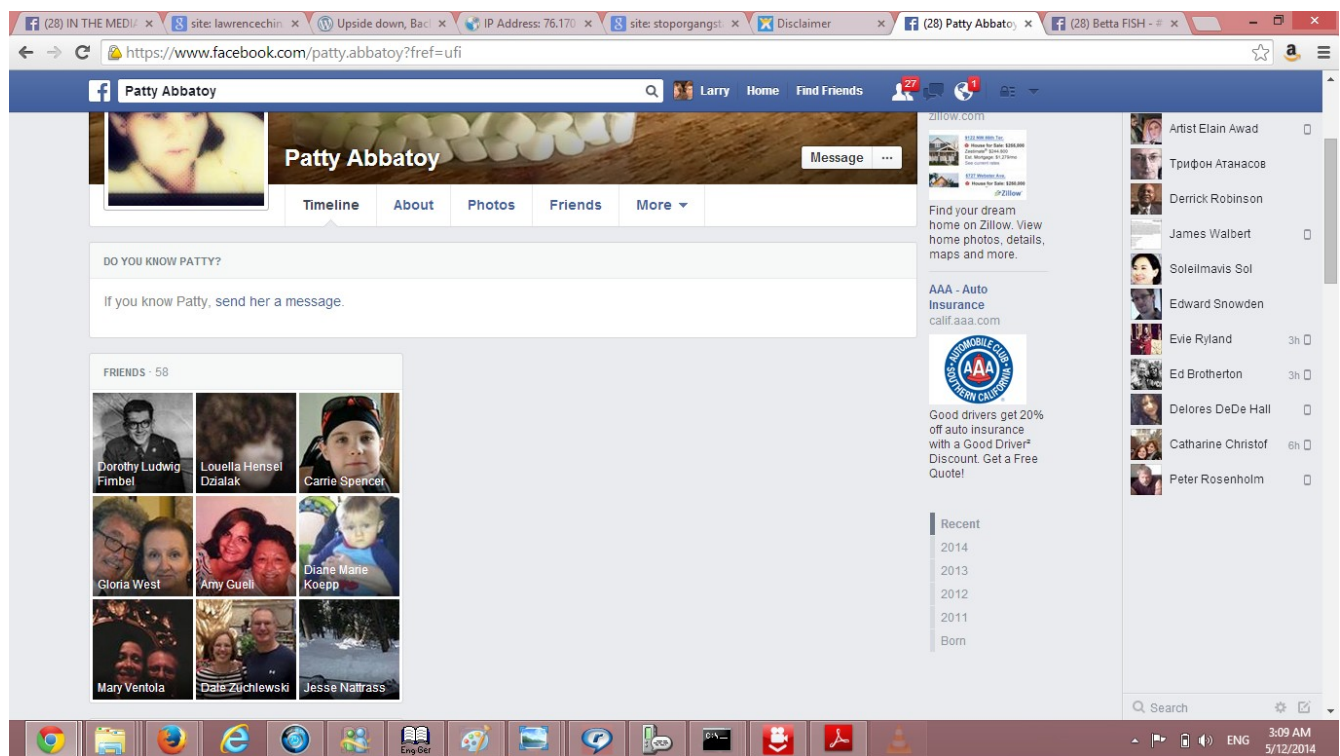 (28) IN THE MEDIA
site: lawrencechin
Upside down, Bac
IP Address: 76.170
site: stoporgangst
Disclaimer
(28) Patty Abbatoy
(28) Betta FISH - #
https://www.facebook.com/patty.abbatoy?fref=ufi
Patty Abbatoy
Larry
Home
Find Friends
27
1
Patty Abbatoy
Message
Timeline
About
Photos
Friends
More
DO YOU KNOW PATTY?
If you know Patty, send her a message.
FRIENDS · 58
Dorothy Ludwig
Fimbel
Louella Hensel
Dzialak
Carrie Spencer
Gloria West
Amy Gueli
Diane Marie
Koepp
Mary Ventola
Dale Zuchlewski
Jesse Nattrass
zillow.com
Zillow
Find your dream
home on Zillow. View
home photos, details,
maps and more.
AAA - Auto
Insurance
calif.aaa.com
AUTOMOBILE CLUB
AAA
SOUTHERN CALIFORNIA
Good drivers get 20%
off auto insurance
with a Good Driver²
Discount. Get a Free
Quote!
Recent
2014
2013
2012
2011
Born
Artist Elain Awad
Трифон Атанасов
Derrick Robinson
James Walbert
Soleilmavis Sol
Edward Snowden
Evie Ryland
3h
Ed Brotherton
3h
Delores DeDe Hall
Catharine Christof
6h
Peter Rosenholm
Search
Eng-Ger
C:\
ENG
3:09 AM
5/12/2014